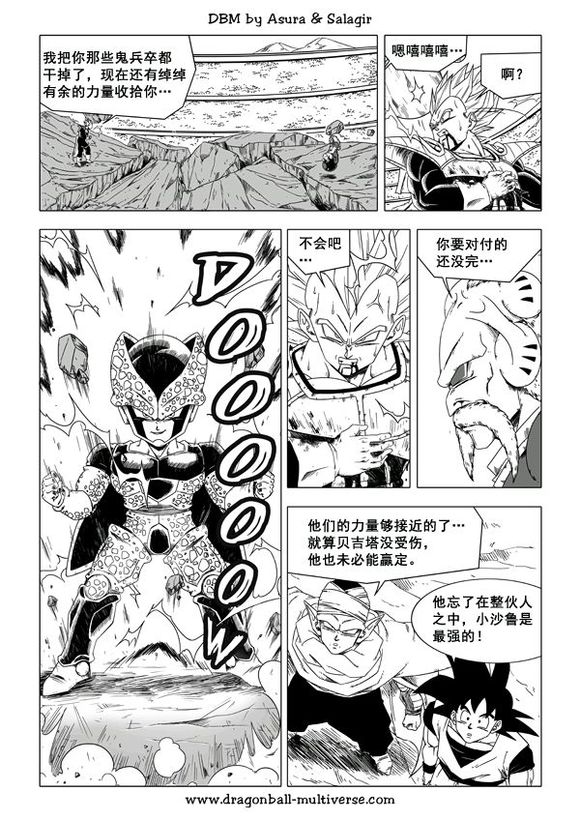 DBM by Asura & Salagir
我把你那些鬼兵卒都
干掉了，现在还有绰绰
有余的力量收拾你…
嗯嘻嘻嘻…
啊？
DOOOOOW
不会吧
…
你要对付的
还没完…
他们的力量够接近的了…
就算贝吉塔没受伤，
他也未必能赢定。
他忘了在整伙人
之中，小沙鲁是
最强的！
www.dragonball-multiverse.com